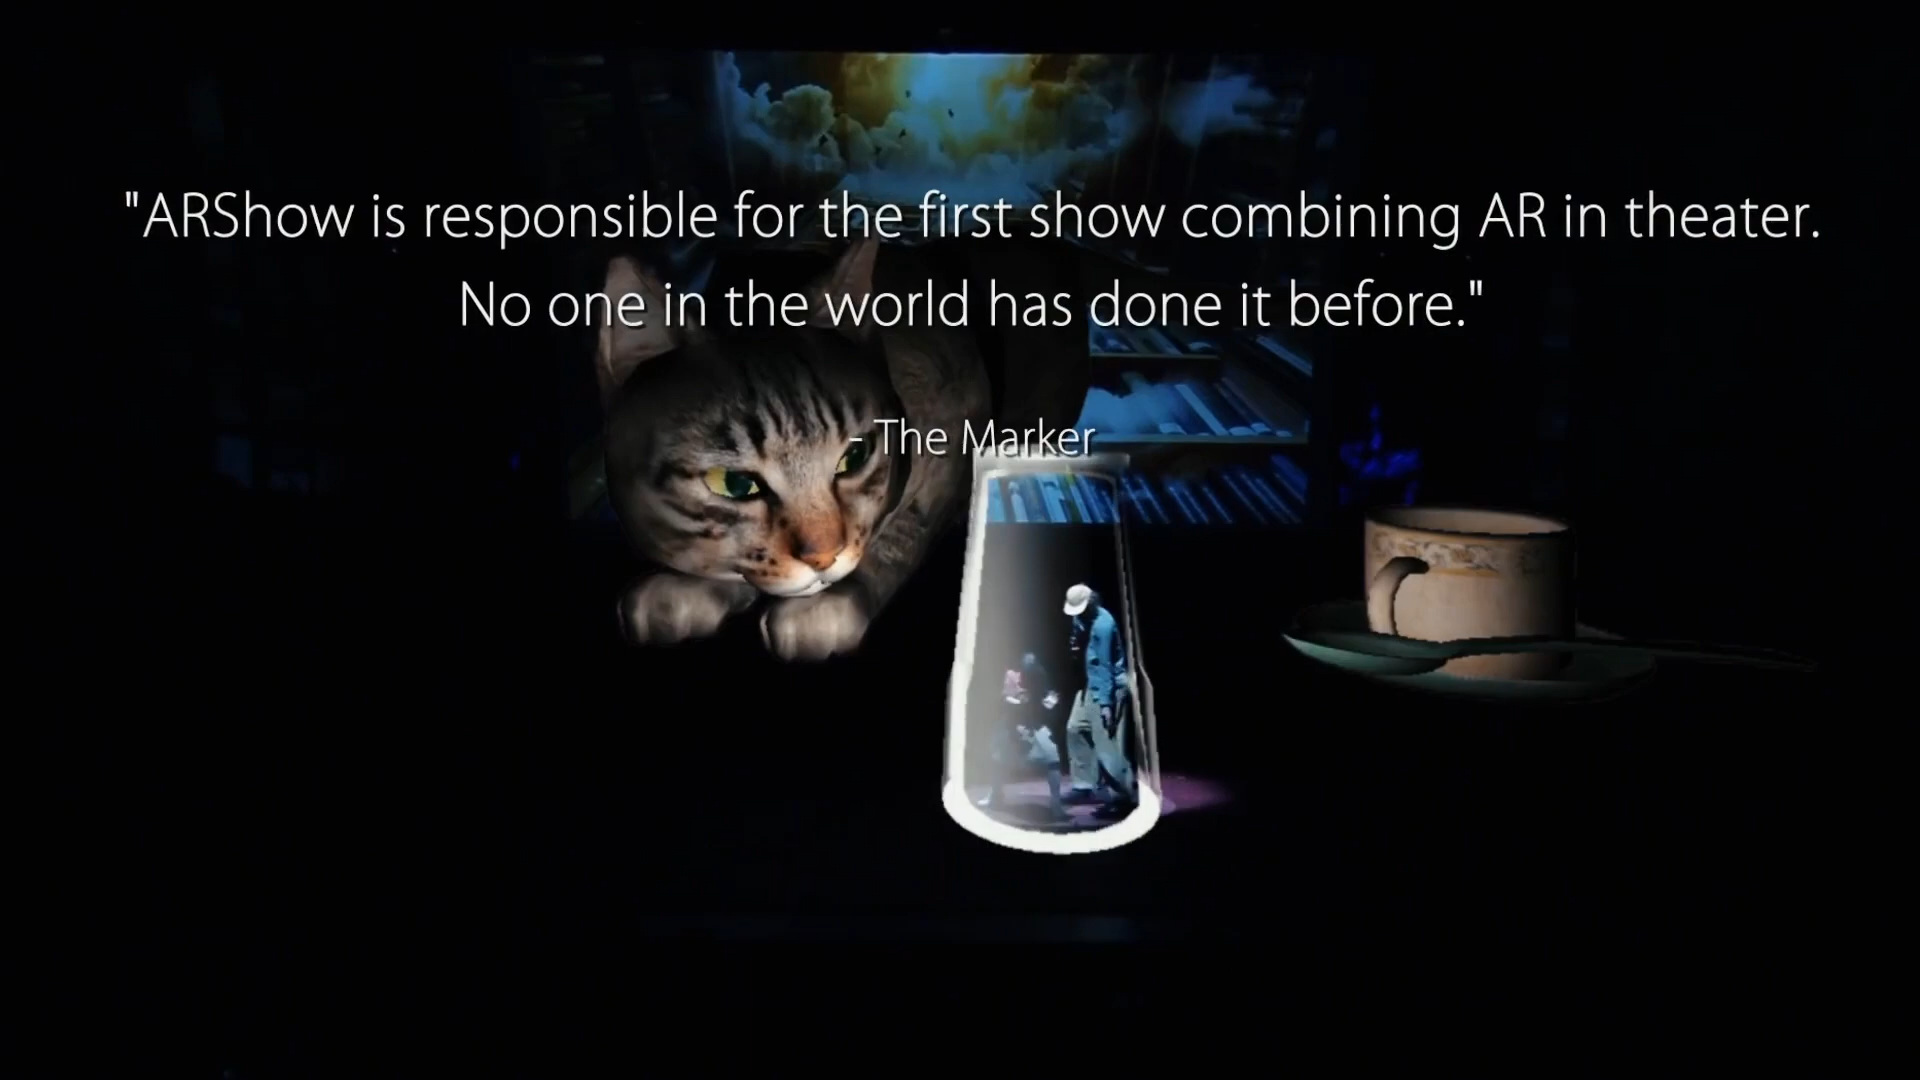 "ARShow is responsible for the first show combining AR in theater.
No one in the world has done it before."
- The Marker